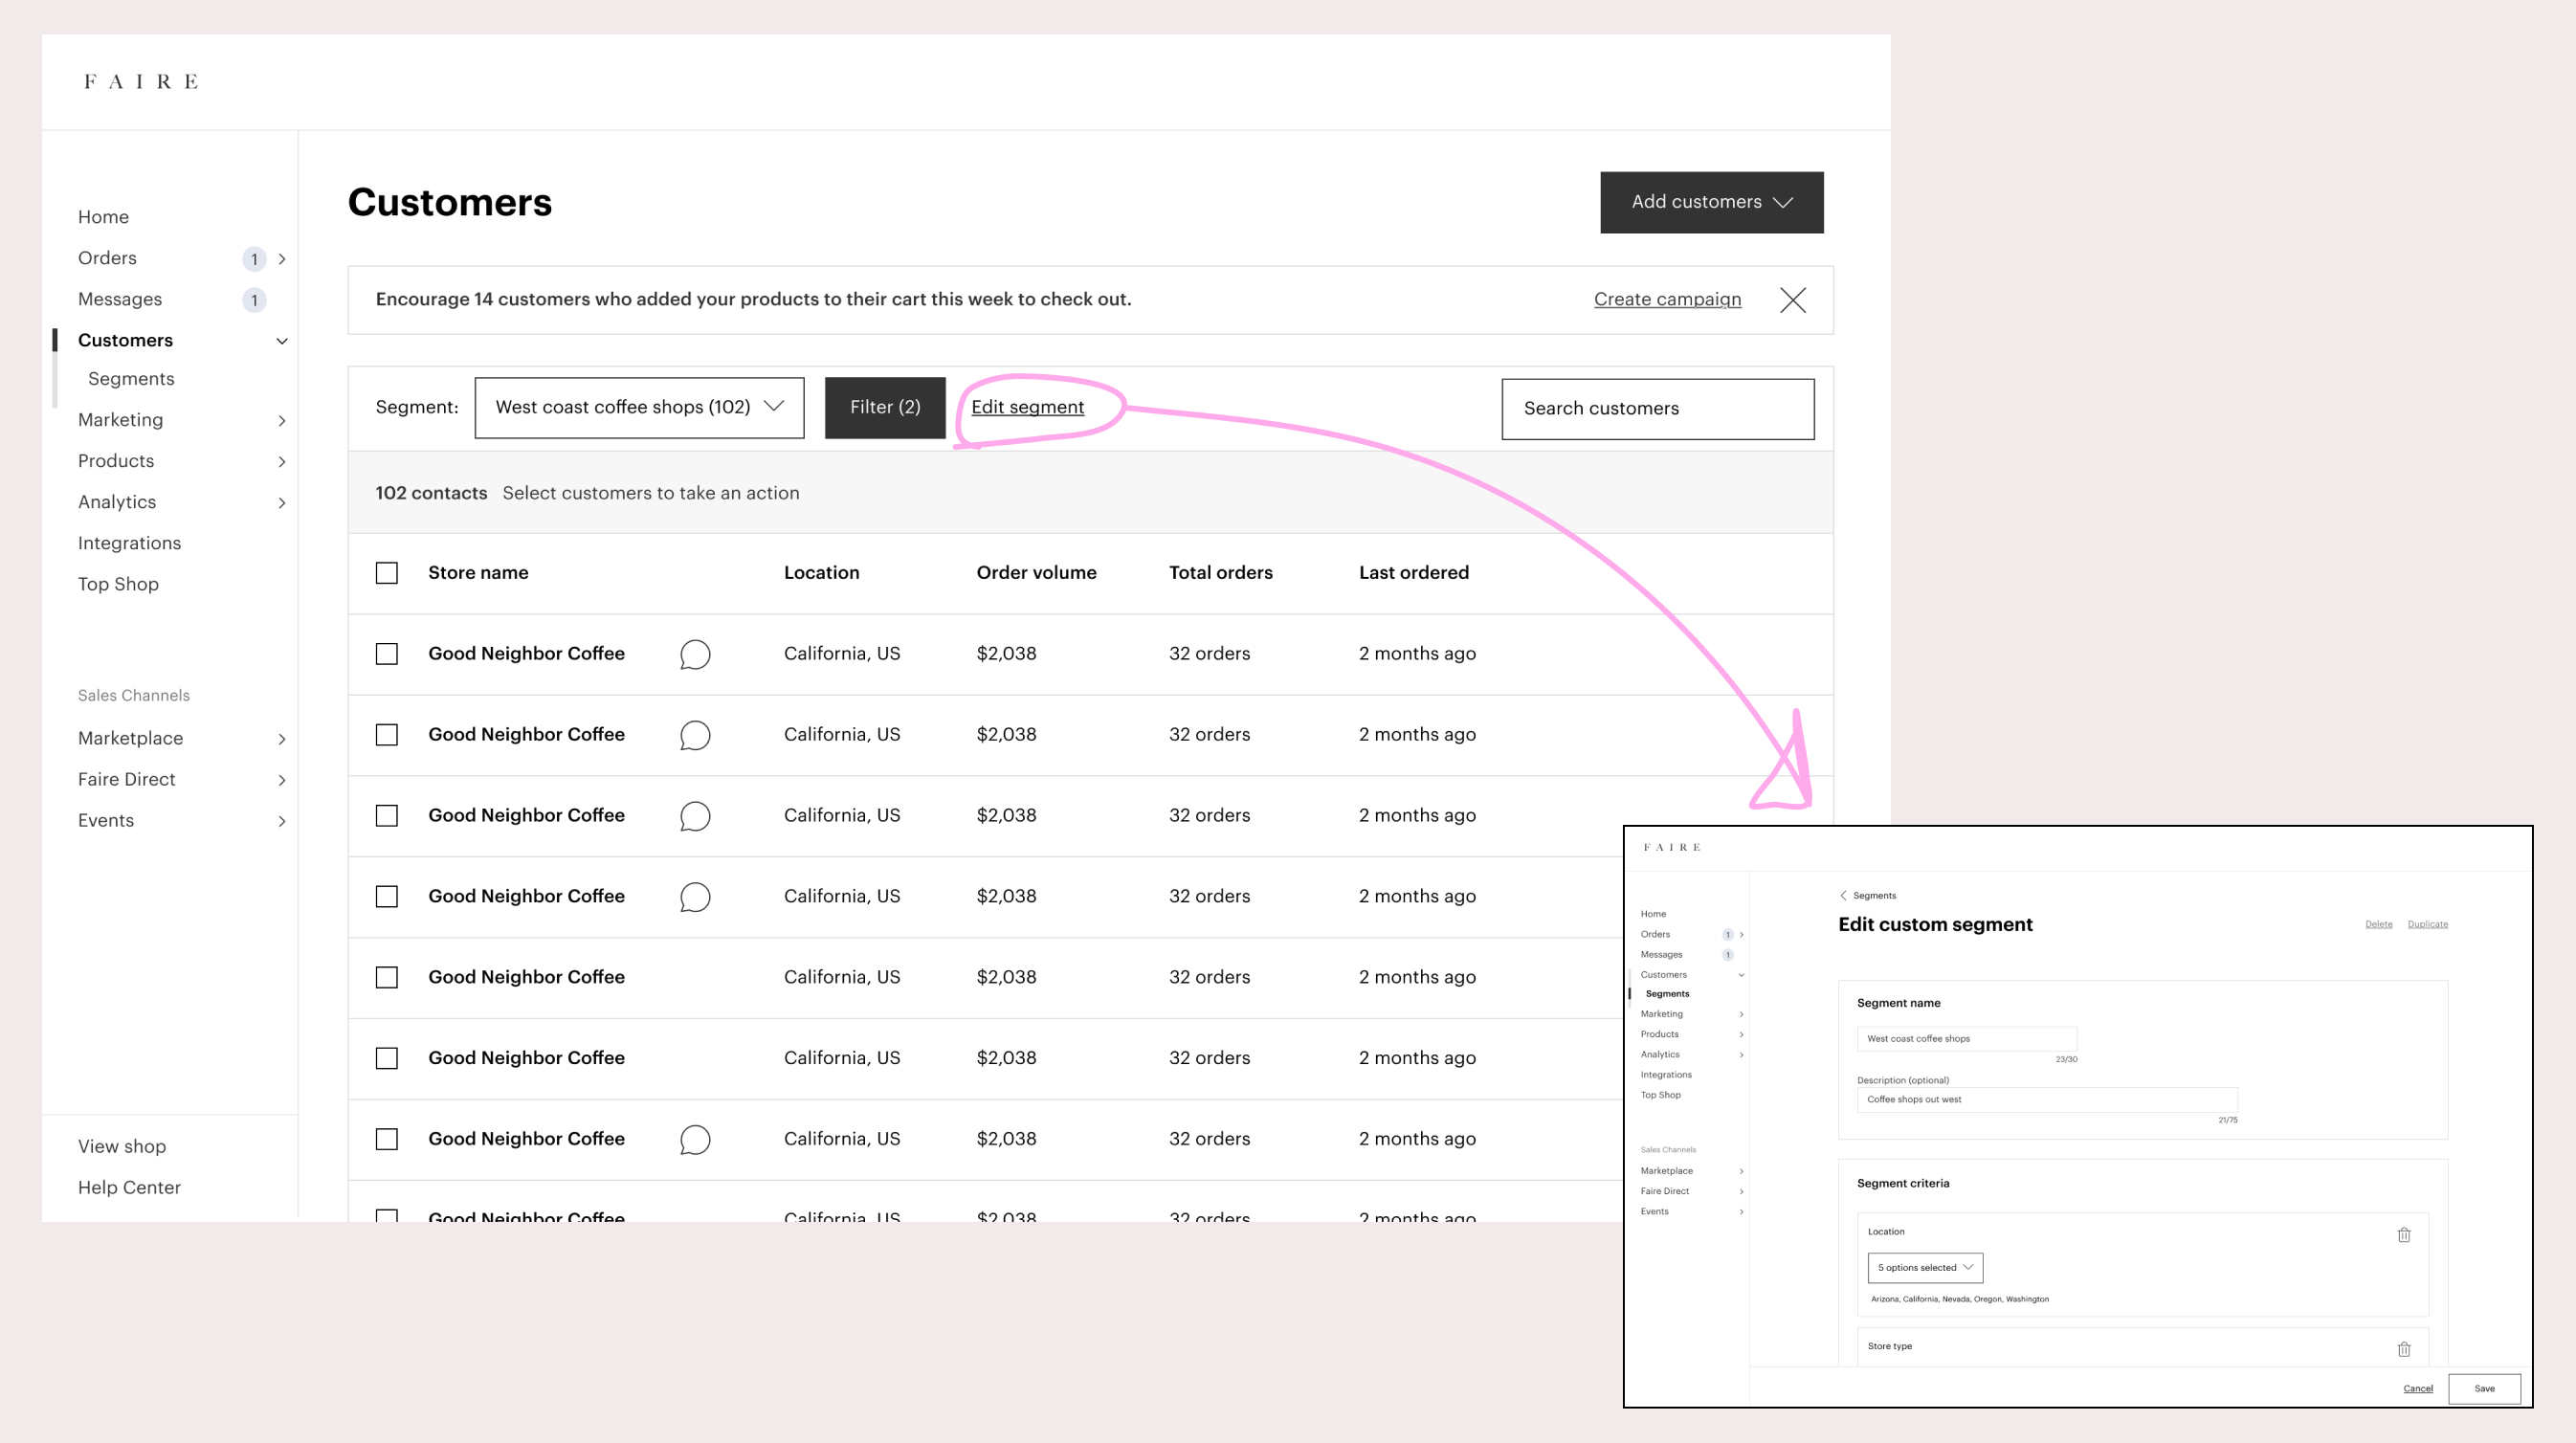 FAIRE
Home
Orders 1
Messages 1
Customers
Segments
Marketing
Products
Analytics
Integrations
Top Shop
Sales Channels
Marketplace
Faire Direct
Events
View shop
Help Center
Customers
Add customers
Encourage 14 customers who added your products to their cart this week to check out. Create campaign
Segment: West coast coffee shops (102) Filter (2) Edit segment Search customers
102 contacts Select customers to take an action
Store name Location Order volume Total orders Last ordered
Good Neighbor Coffee California, US $2,038 32 orders 2 months ago
Good Neighbor Coffee California, US $2,038 32 orders 2 months ago
Good Neighbor Coffee California, US $2,038 32 orders 2 months ago
Good Neighbor Coffee California, US $2,038 32 orders 2 months ago
Good Neighbor Coffee California, US $2,038 32 orders 2 months ago
Good Neighbor Coffee California, US $2,038 32 orders 2 months ago
Good Neighbor Coffee California, US $2,038 32 orders 2 months ago
Good Neighbor Coffee California, US $2,038 32 orders 2 months ago
FAIRE
Home
Orders 1
Messages 1
Customers
Segments
Marketing
Products
Analytics
Integrations
Top Shop
Sales Channels
Marketplace
Faire Direct
Events
Segments
Edit custom segment Delete Duplicate
Segment name
West coast coffee shops
23/30
Description (optional)
Coffee shops out west
21/75
Segment criteria
Location
5 options selected
Arizona, California, Nevada, Oregon, Washington
Store type
Cancel Save